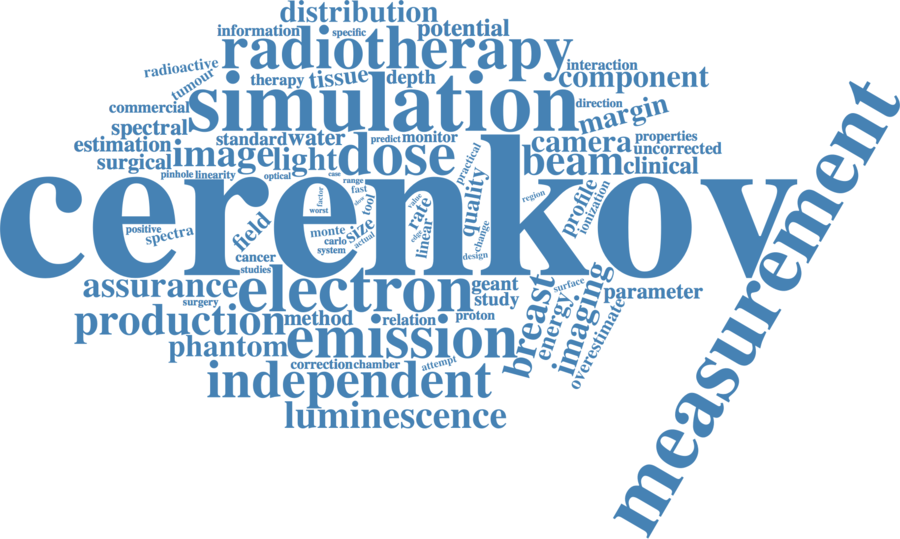 distribution
information
specific
potential
radiotherapy
interaction
radioactive
tumour
therapy
tissue
depth
component
commercial
simulation
direction
margin
spectral
standard
water
predict
monitor
camera
properties
estimation
uncorrected
surgical
image
light
dose
beam
clinical
pinhole
linearity
optical
case
practical
cerenkov
measurement
range
fast
factor
worst
slow
tool
value
rate
edge
linear
quality
region
profile
ionization
positive
spectra
field
monte
carlo
system
size
actual
change
design
cancer
studies
assurance
electron
geant
study
surgery
breast
surface
energy
imaging
parameter
overestimate
production
method
relation
proton
phantom
emission
correction
chamber
attempt
independent
luminescence